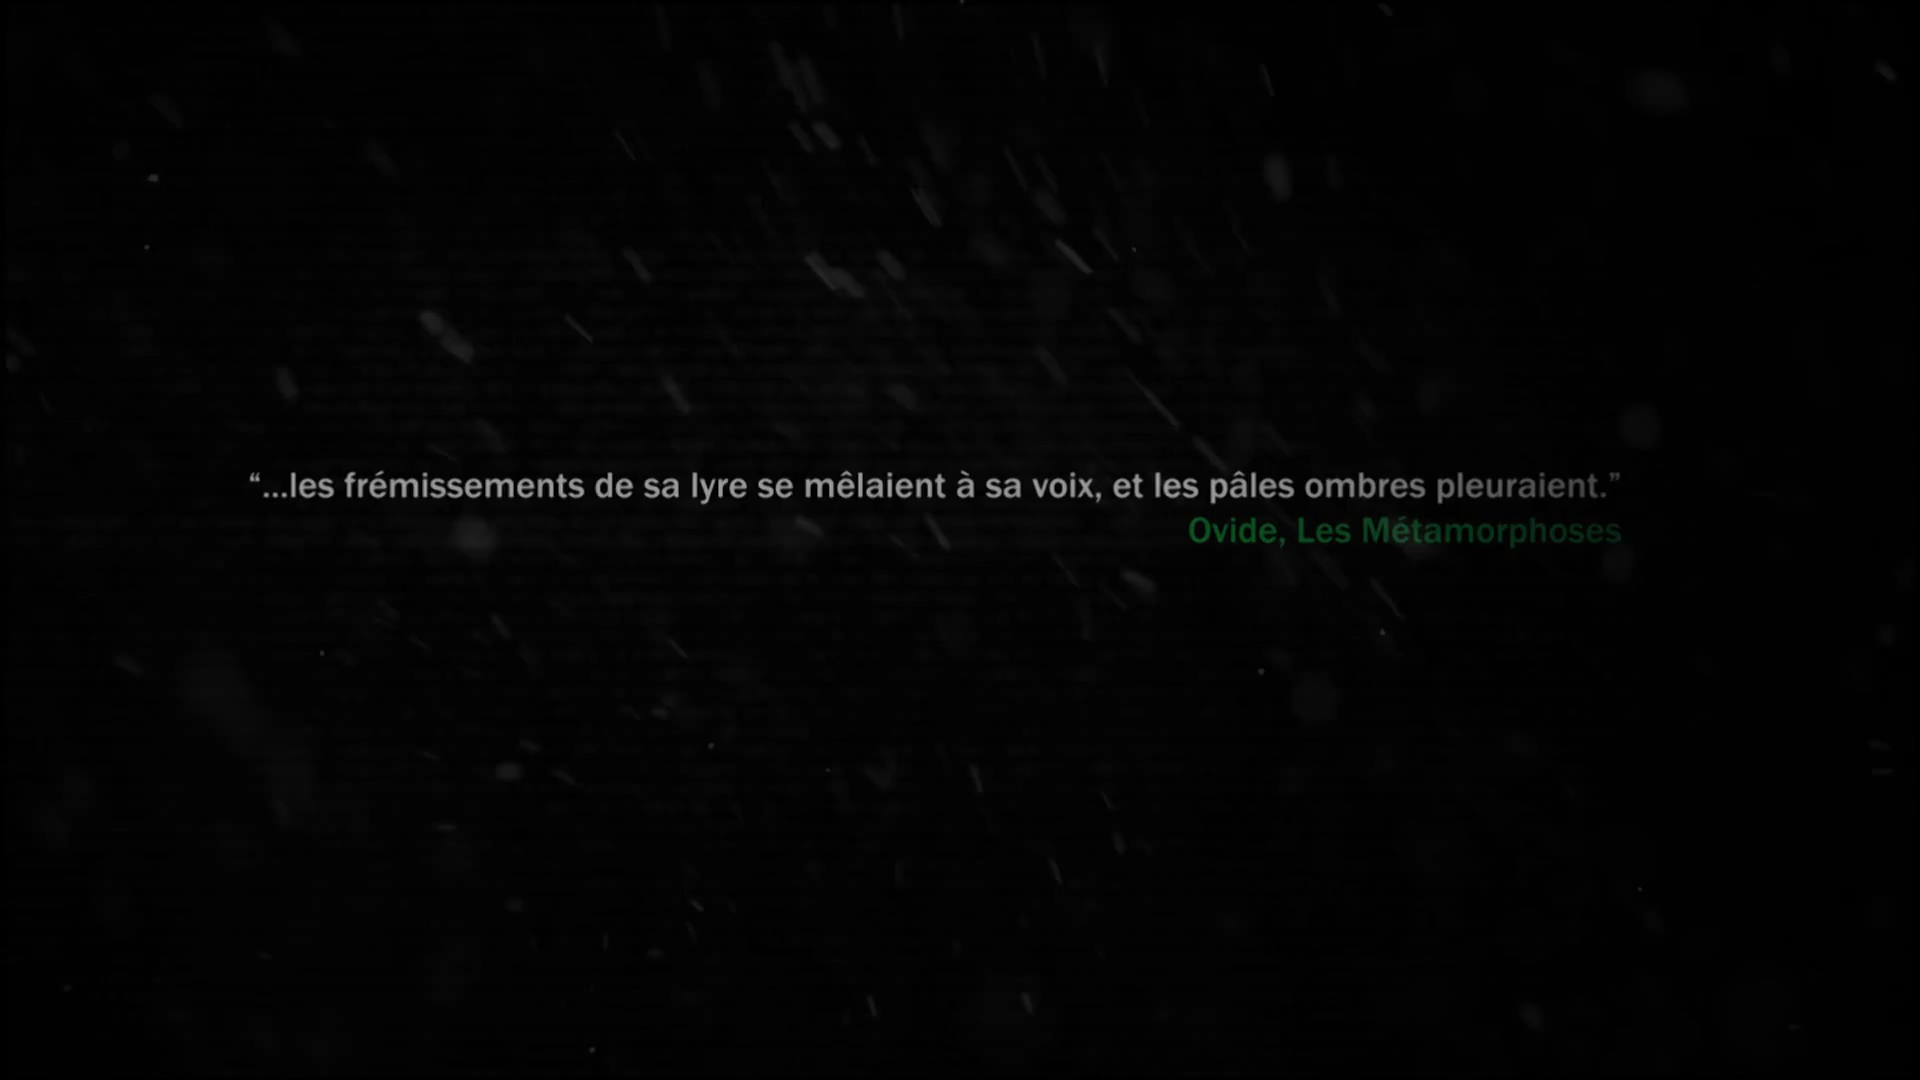 “...les frémissements de sa lyre se mêlaient à sa voix, et les pâles ombres pleuraient.”
Ovide, Les Métamorphoses